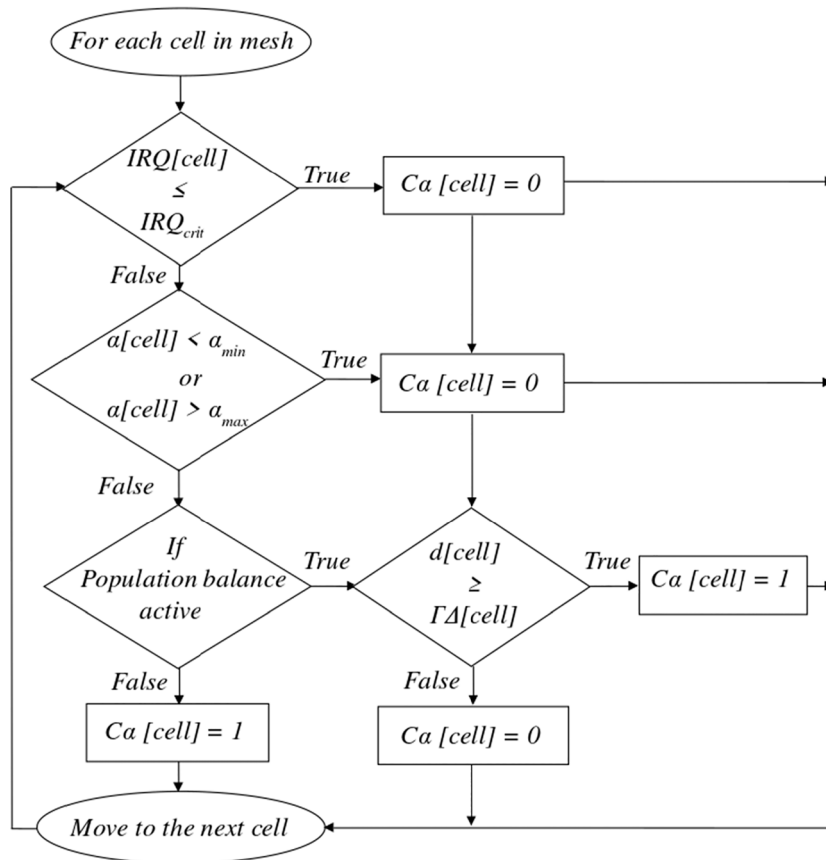 For each cell in mesh
IRQ[cell]
≤
IRQcrit
True
Cα [cell] = 0
False
α[cell] < αmin
or
α[cell] > αmax
True
Cα [cell] = 0
False
If
Population balance
active
True
d[cell]
≥
ΓΔ[cell]
True
Cα [cell] = 1
False
Cα [cell] = 1
False
Cα [cell] = 0
Move to the next cell